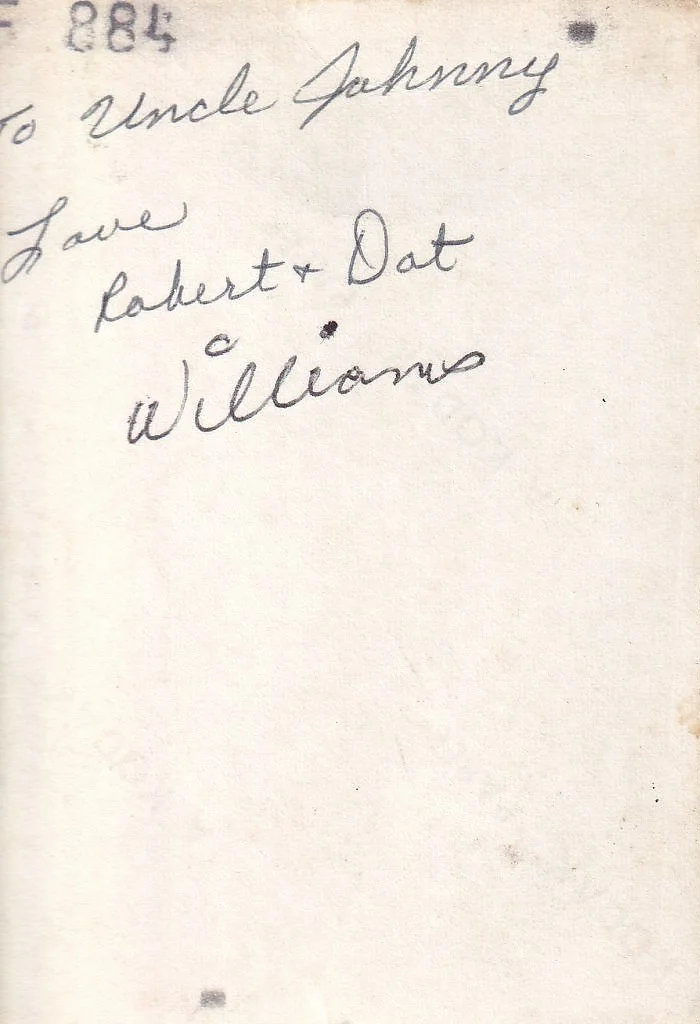 884
To Uncle Johnny
Love
Robert + Dot
Williams